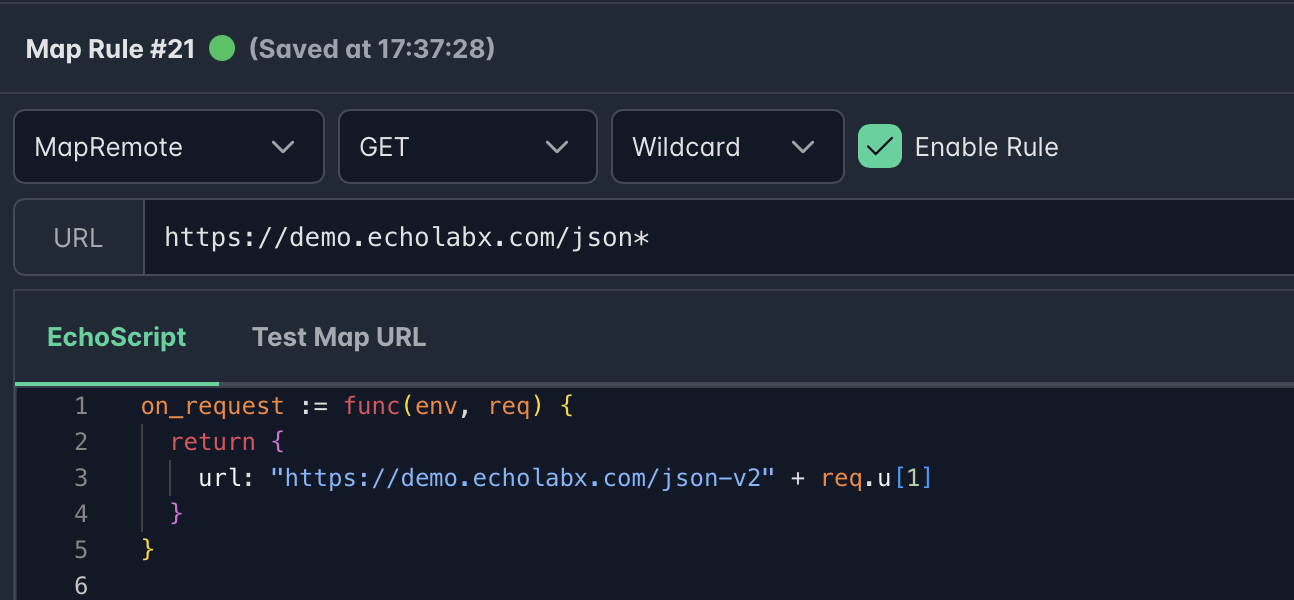 Map Rule #21 (Saved at 17:37:28)
MapRemote GET Wildcard Enable Rule
URL https://demo.echolabx.com/json*
EchoScript Test Map URL
1 on_request := func(env, req) {
2 return {
3 url: "https://demo.echolabx.com/json-v2" + req.u[1]
4 }
5 }
6